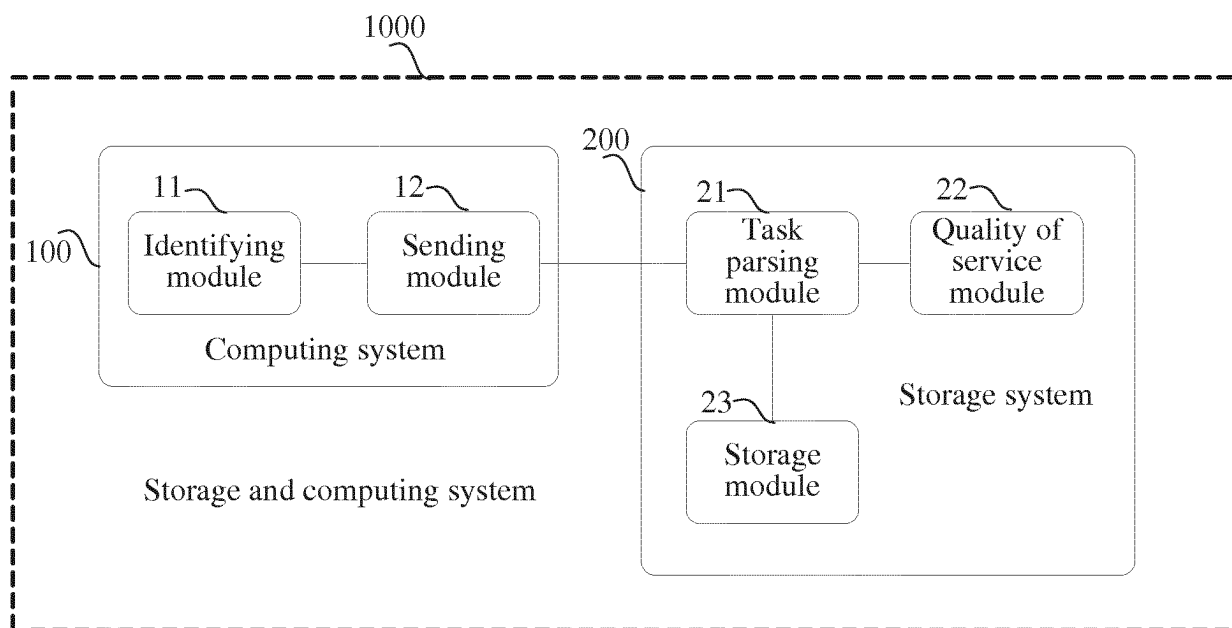 1000
200
11
12
21
22
100
Identifying
module
Sending
module
Task
parsing
module
Quality of
service
module
Computing system
23
Storage system
Storage
module
Storage and computing system